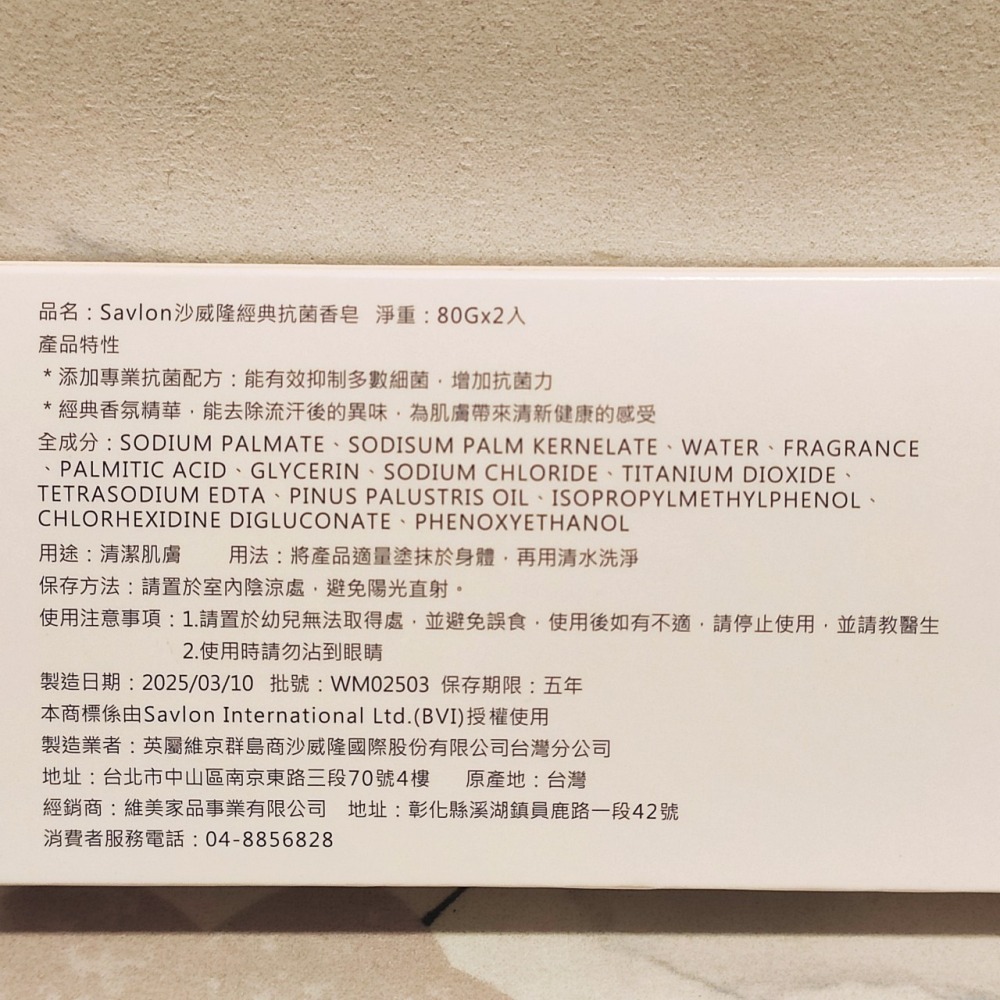 品名：Savlon沙威隆經典抗菌香皂 淨重：80Gx2入
產品特性
* 添加專業抗菌配方：能有效抑制多數細菌，增加抗菌力
* 經典香氛精華，能去除流汗後的異味，為肌膚帶來清新健康的感受
全成分：SODIUM PALMATE、SODISUM PALM KERNELATE、WATER、FRAGRANCE
、PALMITIC ACID、GLYCERIN、SODIUM CHLORIDE、TITANIUM DIOXIDE、
TETRASODIUM EDTA、PINUS PALUSTRIS OIL、ISOPROPYLMETHYLPHENOL、
CHLORHEXIDINE DIGLUCONATE、PHENOXYETHANOL
用途：清潔肌膚 用法：將產品適量塗抹於身體，再用清水洗淨
保存方法：請置於室內陰涼處，避免陽光直射。
使用注意事項：1.請置於幼兒無法取得處，並避免誤食，使用後如有不適，請停止使用，並請教醫生
2.使用時請勿沾到眼睛
製造日期：2025/03/10 批號：WM02503 保存期限：五年
本商標係由Savlon International Ltd.(BVI)授權使用
製造業者：英屬維京群島商沙威隆國際股份有限公司台灣分公司
地址：台北市中山區南京東路三段70號4樓 原產地：台灣
經銷商：維美家品事業有限公司 地址：彰化縣溪湖鎮員鹿路一段42號
消費者服務電話：04-8856828